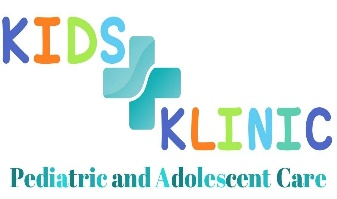 KIDS
KLINIC
Pediatric and Adolescent Care